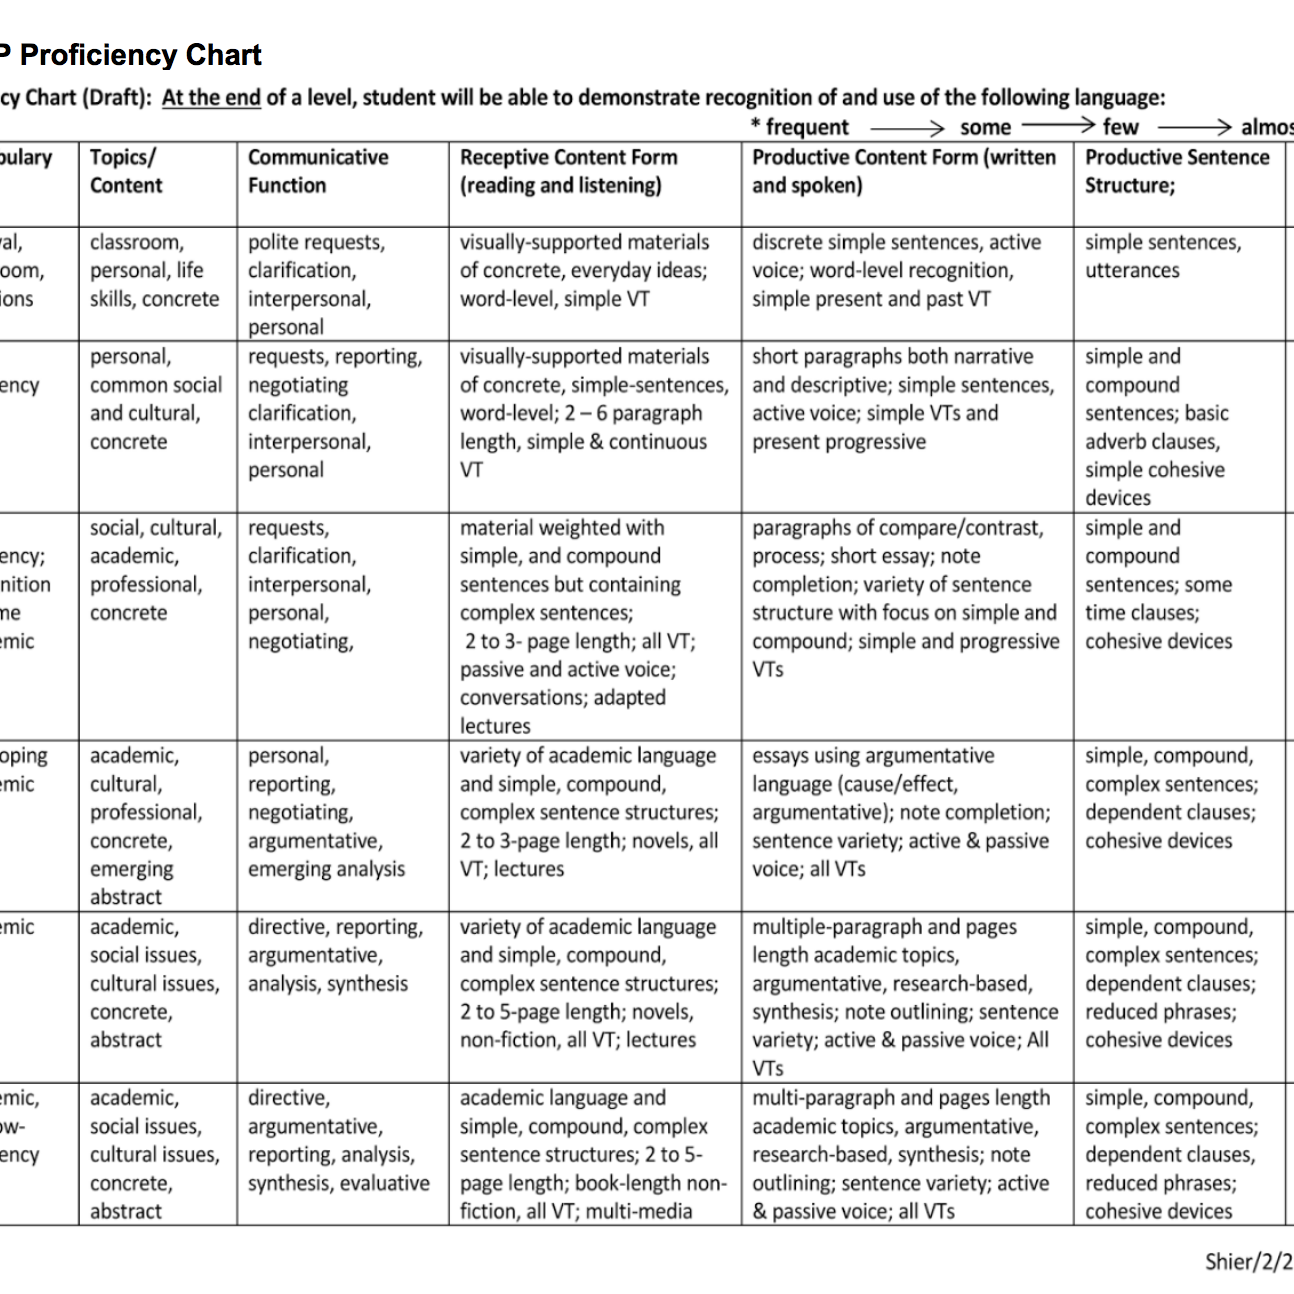 P Proficiency Chart
cy Chart (Draft): At the end of a level, student will be able to demonstrate recognition of and use of the following language:
* frequent → some → few → almos
bulary
Topics/
Content
Communicative
Function
Receptive Content Form
(reading and listening)
Productive Content Form (written
and spoken)
Productive Sentence
Structure;
val,
oom,
ions
classroom,
personal, life
skills, concrete
polite requests,
clarification,
interpersonal,
personal
visually-supported materials
of concrete, everyday ideas;
word-level, simple VT
discrete simple sentences, active
voice; word-level recognition,
simple present and past VT
simple sentences,
utterances
ency
personal,
common social
and cultural,
concrete
requests, reporting,
negotiating
clarification,
interpersonal,
personal
visually-supported materials
of concrete, simple-sentences,
word-level; 2 – 6 paragraph
length, simple & continuous
VT
short paragraphs both narrative
and descriptive; simple sentences,
active voice; simple VTs and
present progressive
simple and
compound
sentences; basic
adverb clauses,
simple cohesive
devices
ency;
nition
me
emic
social, cultural,
academic,
professional,
concrete
requests,
clarification,
interpersonal,
personal,
negotiating,
material weighted with
simple, and compound
sentences but containing
complex sentences;
2 to 3- page length; all VT;
passive and active voice;
conversations; adapted
lectures
paragraphs of compare/contrast,
process; short essay; note
completion; variety of sentence
structure with focus on simple and
compound; simple and progressive
VTs
simple and
compound
sentences; some
time clauses;
cohesive devices
oping
emic
academic,
cultural,
professional,
concrete,
emerging
abstract
personal,
reporting,
negotiating,
argumentative,
emerging analysis
variety of academic language
and simple, compound,
complex sentence structures;
2 to 3-page length; novels, all
VT; lectures
essays using argumentative
language (cause/effect,
argumentative); note completion;
sentence variety; active & passive
voice; all VTs
simple, compound,
complex sentences;
dependent clauses;
cohesive devices
emic
academic,
social issues,
cultural issues,
concrete,
abstract
directive, reporting,
argumentative,
analysis, synthesis
variety of academic language
and simple, compound,
complex sentence structures;
2 to 5-page length; novels,
non-fiction, all VT; lectures
multiple-paragraph and pages
length academic topics,
argumentative, research-based,
synthesis; note outlining; sentence
variety; active & passive voice; All
VTs
simple, compound,
complex sentences;
dependent clauses;
reduced phrases;
cohesive devices
emic,
ow-
ency
academic,
social issues,
cultural issues,
concrete,
abstract
directive,
argumentative,
reporting, analysis,
synthesis, evaluative
academic language and
simple, compound, complex
sentence structures; 2 to 5-
page length; book-length non-
fiction, all VT; multi-media
multi-paragraph and pages length
academic topics, argumentative,
research-based, synthesis; note
outlining; sentence variety; active
& passive voice; all VTs
simple, compound,
complex sentences;
dependent clauses,
reduced phrases;
cohesive devices
Shier/2/2